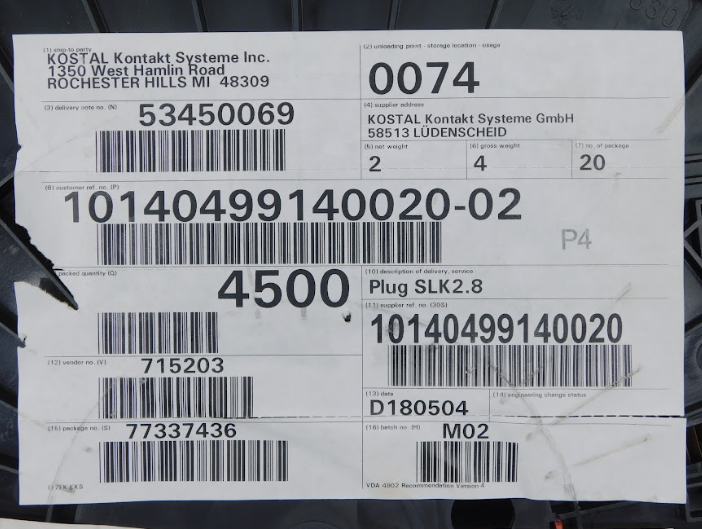 (1) ship-to party
KOSTAL Kontakt Systeme Inc.
1350 West Hamlin Road
ROCHESTER HILLS MI 48309
(2) unloading point - storage location - usage
0074
(3) delivery note no. (N)
53450069
(4) supplier address
KOSTAL Kontakt Systeme GmbH
58513 LÜDENSCHEID
(5) net weight
2
(6) gross weight
4
(7) no. of package
20
(8) customer ref. no. (P)
10140499140020-02
P4
packed quantity (Q)
4500
(10) description of delivery, service
Plug SLK2.8
(11) supplier ref. no. (30S)
10140499140020
(12) vendor no. (V)
715203
(13) date
D180504
(14) engineering change status
(15) package no. (S)
77337436
(16) batch no. (H)
M02
VDA 4902 Recommendation Version 4